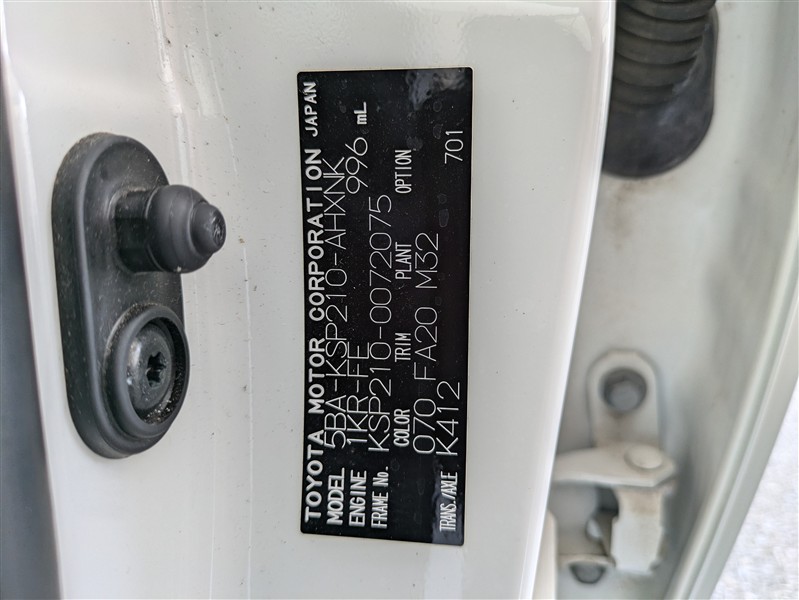 TOYOTA MOTOR CORPORATION JAPAN
MODEL 5BA-KSP210-AHXNK
ENGINE 1KR-FE 996 mL
FRAME No. KSP210-0072075
COLOR TRIM PLANT OPTION
070 FA20 M32
TRANS./AXLE K412 701